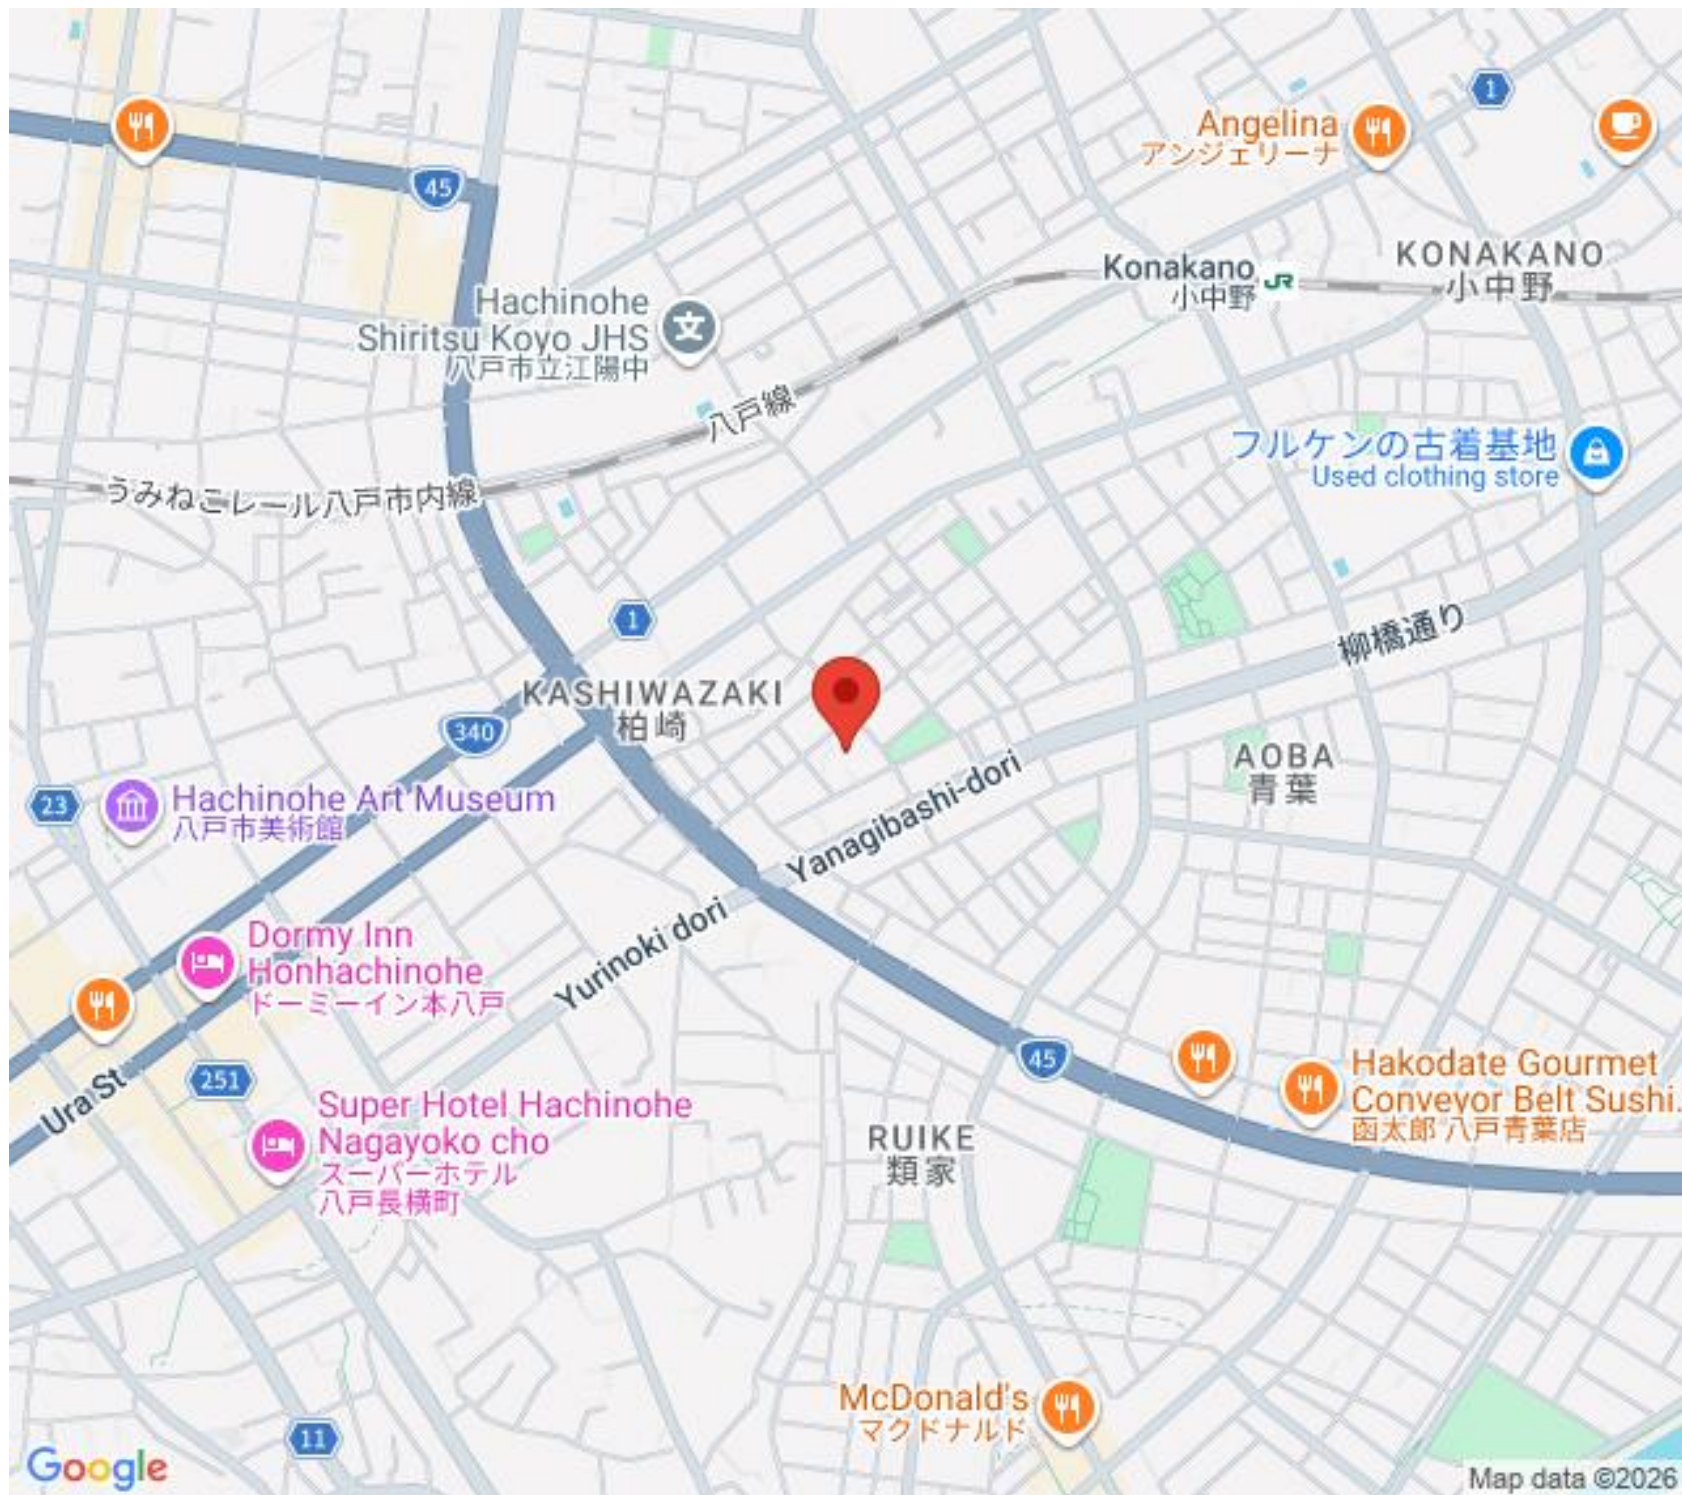 1
Angelina
アンジェリーナ
45
Konakano
小中野
KONAKANO
小中野
Hachinohe
Shiritsu Koyo JHS
八戸市立江陽中
文
八戸線
フルケンの古着基地
Used clothing store
うみねこレール八戸市内線
1
柳橋通り
KASHIWAZAKI
柏崎
340
AOBA
青葉
Yanagibashi-dori
23
Hachinohe Art Museum
八戸市美術館
Yurinoki dori
Dormy Inn
Honhachinohe
ドーミーイン本八戸
45
Hakodate Gourmet
Conveyor Belt Sushi.
函太郎 八戸青葉店
251
Ura St
Super Hotel Hachinohe
Nagayoko cho
スーパーホテル
八戸長横町
RUIKE
類家
McDonald's
マクドナルド
11
Google
Map data ©2026
JR